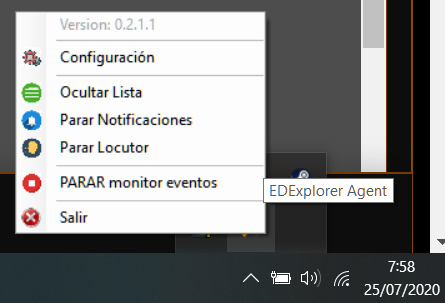 Version: 0.2.1.1
Configuración
Ocultar Lista
Parar Notificaciones
Parar Locutor
PARAR monitor eventos
EDExplorer Agent
Salir
7:58
25/07/2020